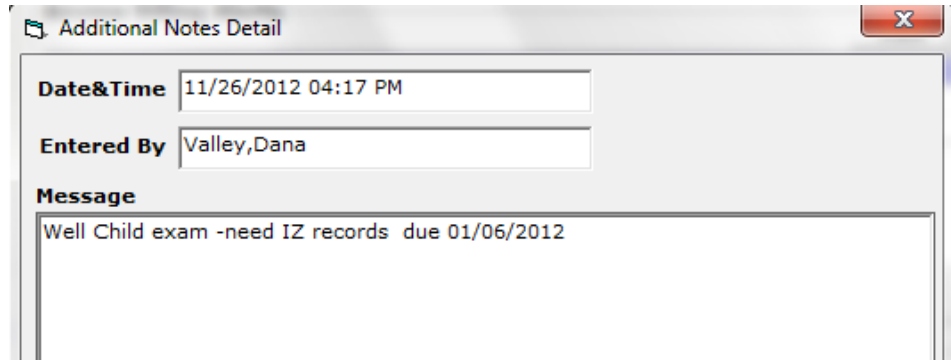 Additional Notes Detail
Date&Time 11/26/2012 04:17 PM
Entered By Valley,Dana
Message
Well Child exam -need IZ records  due 01/06/2012